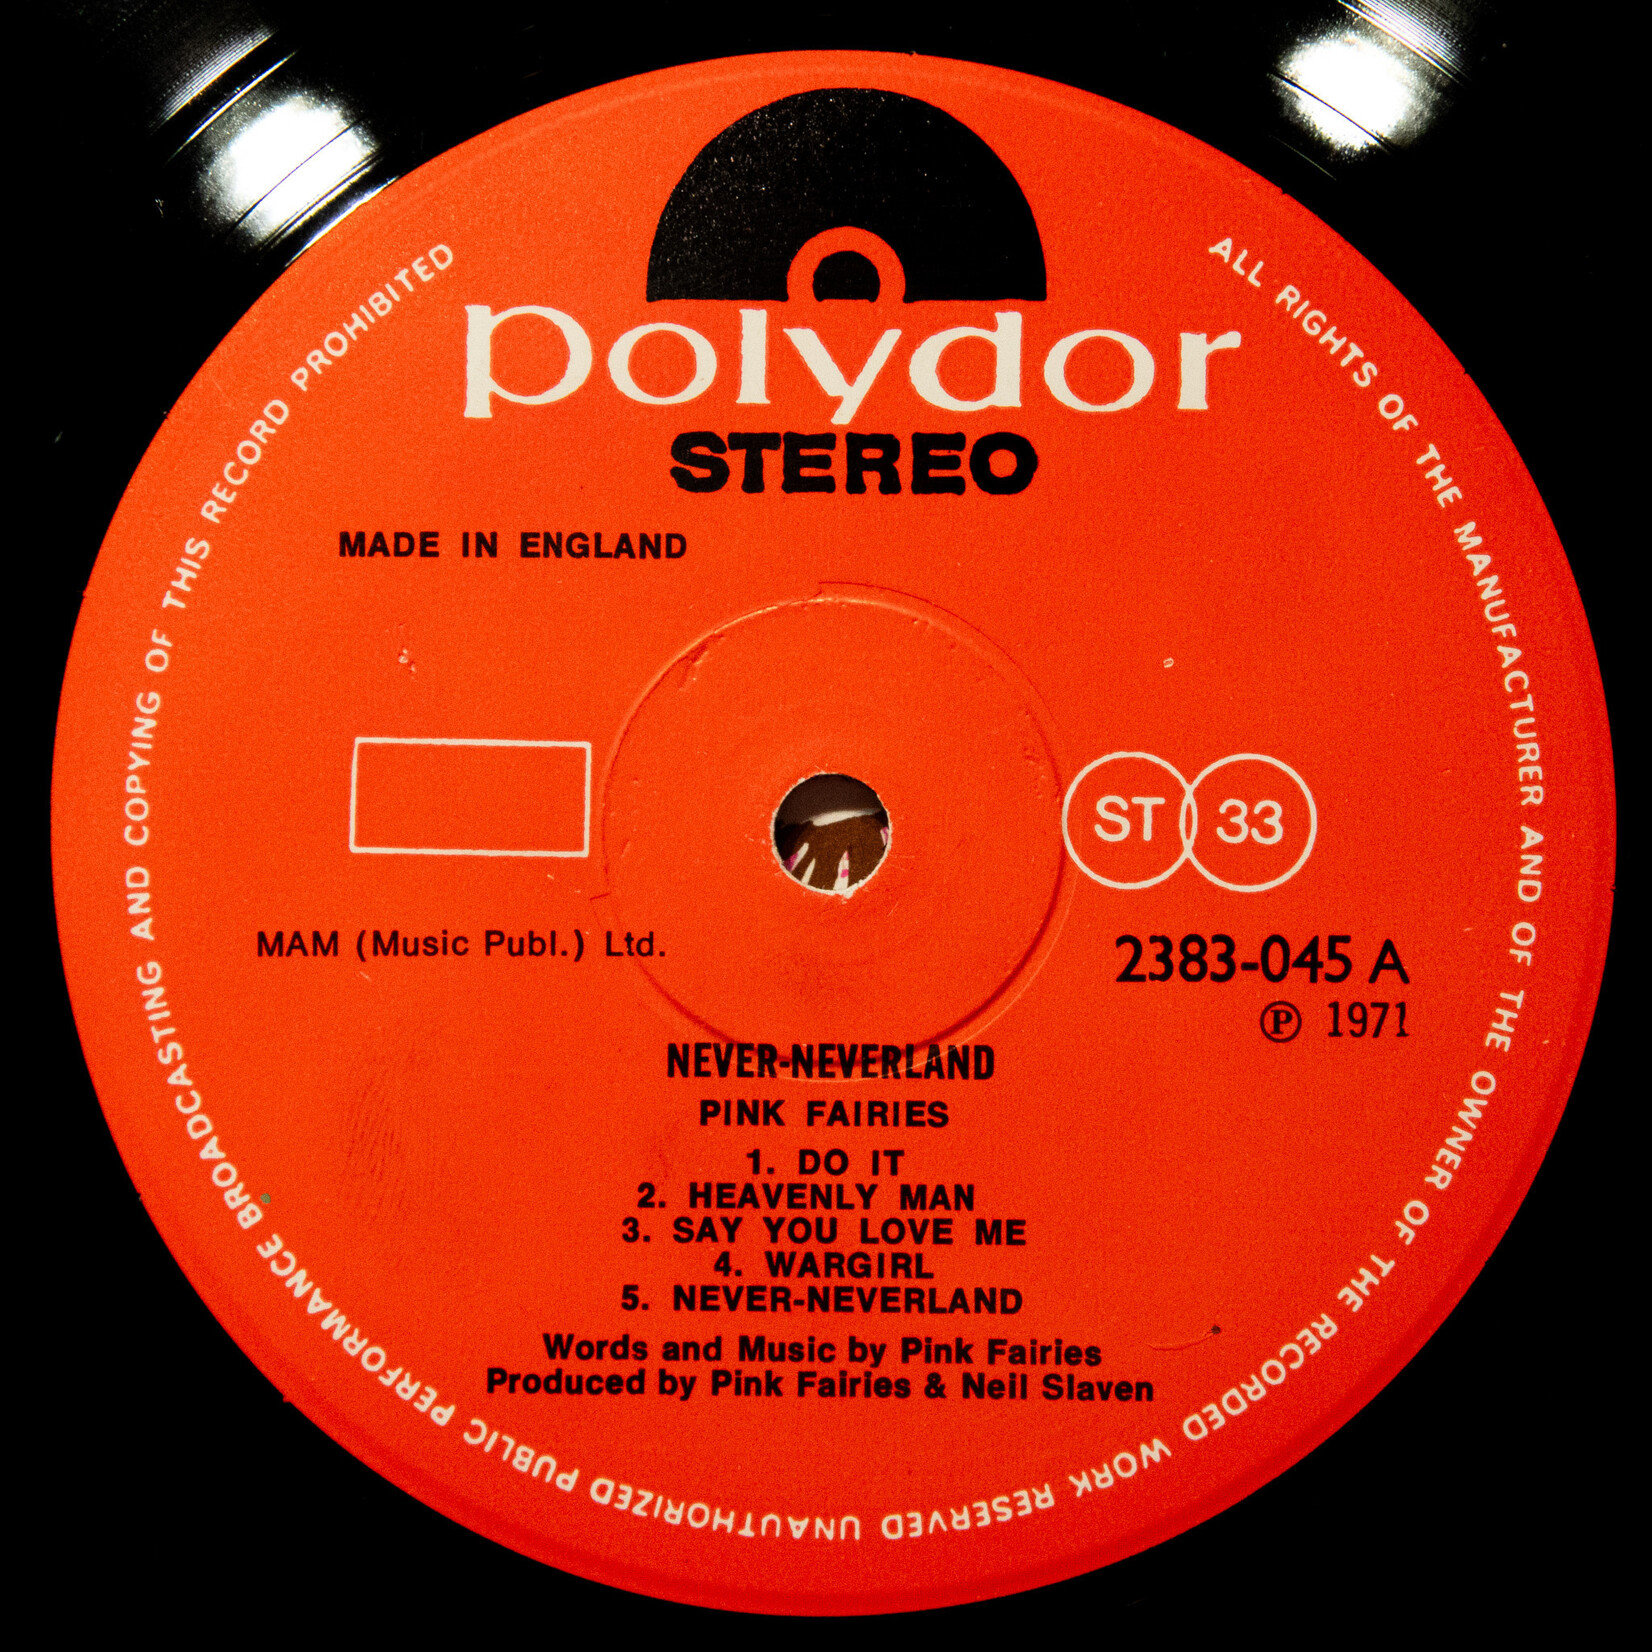 polydor
STEREO
MADE IN ENGLAND
ST 33
MAM (Music Publ.) Ltd.
2383-045 A
℗ 1971
NEVER-NEVERLAND
PINK FAIRIES
1. DO IT
2. HEAVENLY MAN
3. SAY YOU LOVE ME
4. WARGIRL
5. NEVER-NEVERLAND
Words and Music by Pink Fairies
Produced by Pink Fairies & Neil Slaven
ALL RIGHTS OF THE MANUFACTURER AND OF THE OWNER OF THE RECORDED WORK RESERVED UNAUTHORIZED PUBLIC PERFORMANCE BROADCASTING AND COPYING OF THIS RECORD PROHIBITED